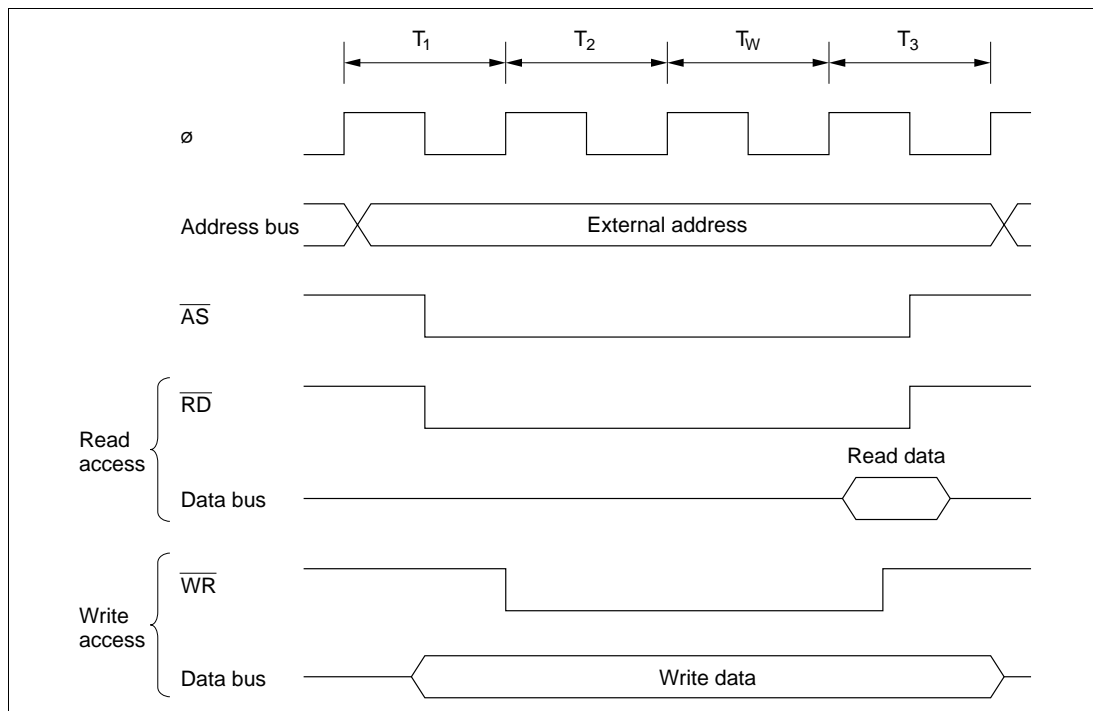 T1 T2 TW T3
ø
Address bus External address
AS
RD
Read access
Read data
Data bus
WR
Write access
Data bus Write data